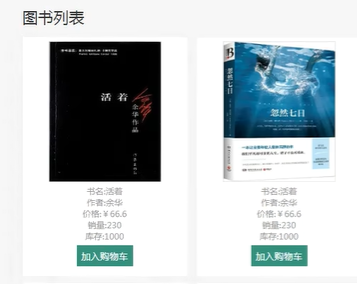 图书列表
活着
余华作品
忽然七日
书名:活着
作者:余华
价格:￥66.6
销量:230
库存:1000
加入购物车
书名:活着
作者:余华
价格:￥66.6
销量:230
库存:1000
加入购物车